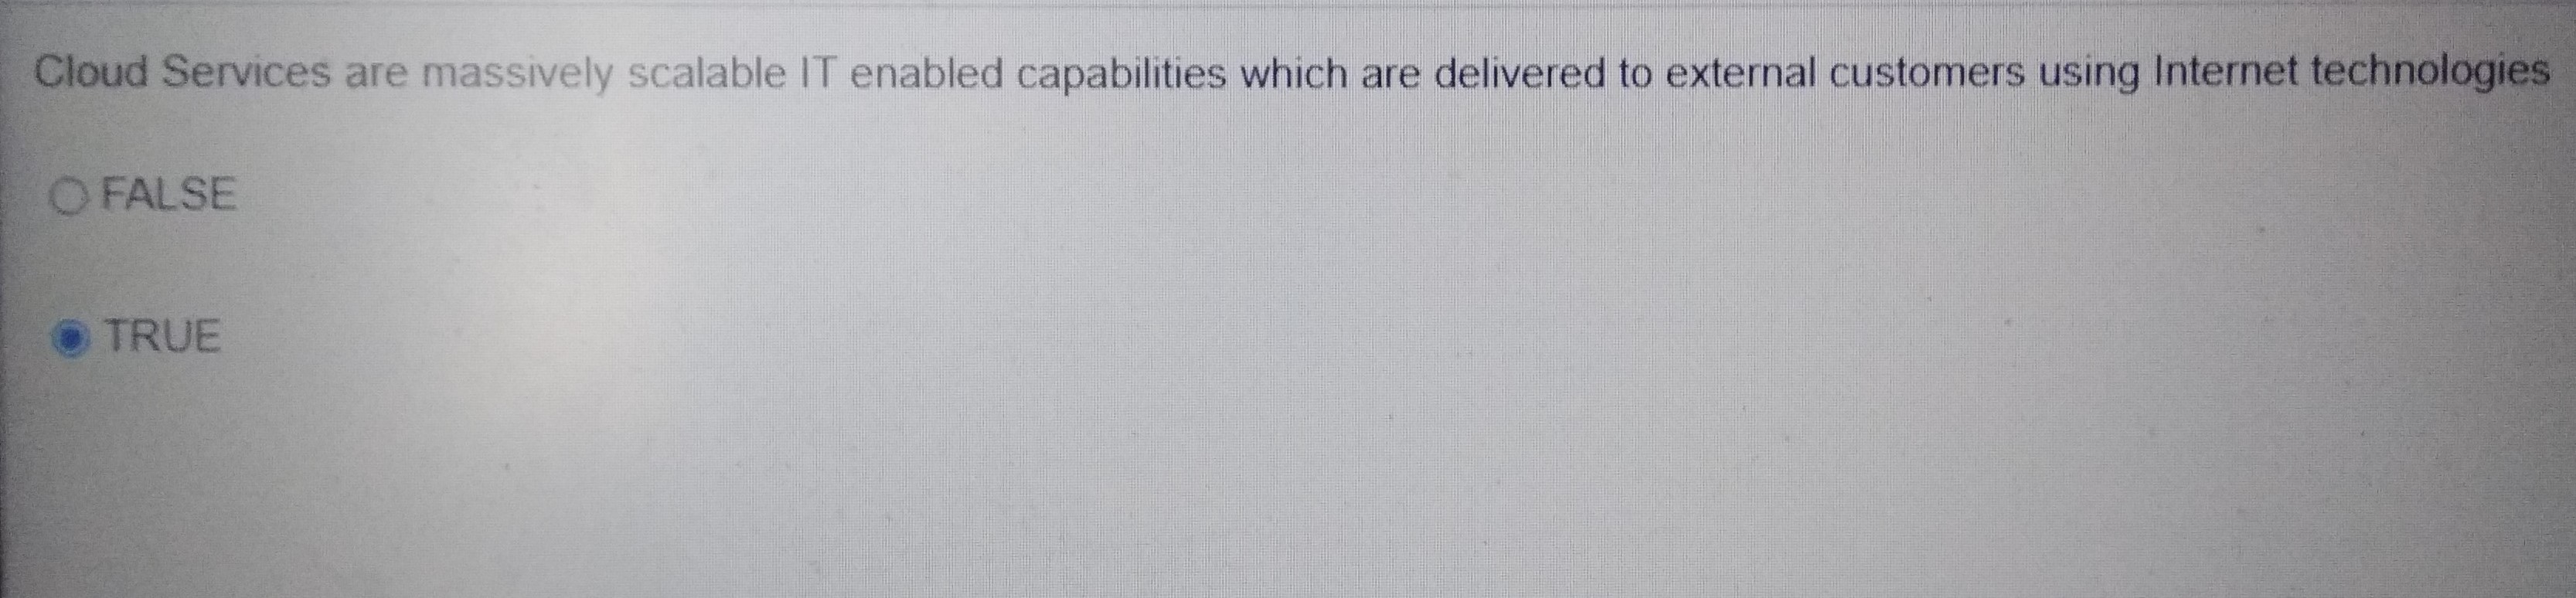 Cloud Services are massively scalable IT enabled capabilities which are delivered to external customers using Internet technologies
FALSE
TRUE